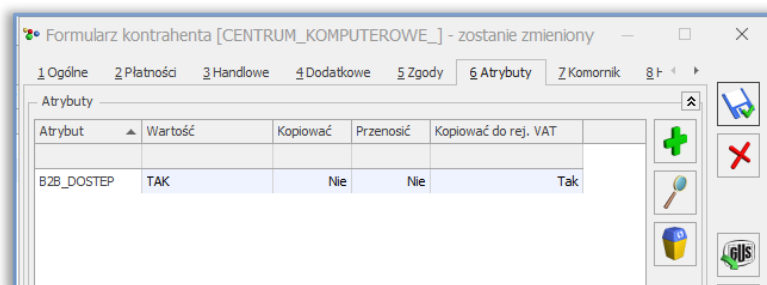 Formularz kontrahenta [CENTRUM_KOMPUTEROWE_] - zostanie zmieniony
1 Ogólne 2 Płatności 3 Handlowe 4 Dodatkowe 5 Zgody 6 Atrybuty 7 Komornik 8 H
Atrybuty
Atrybut Wartość Kopiować Przenosić Kopiować do rej. VAT
B2B_DOSTEP TAK Nie Nie Tak
GUS